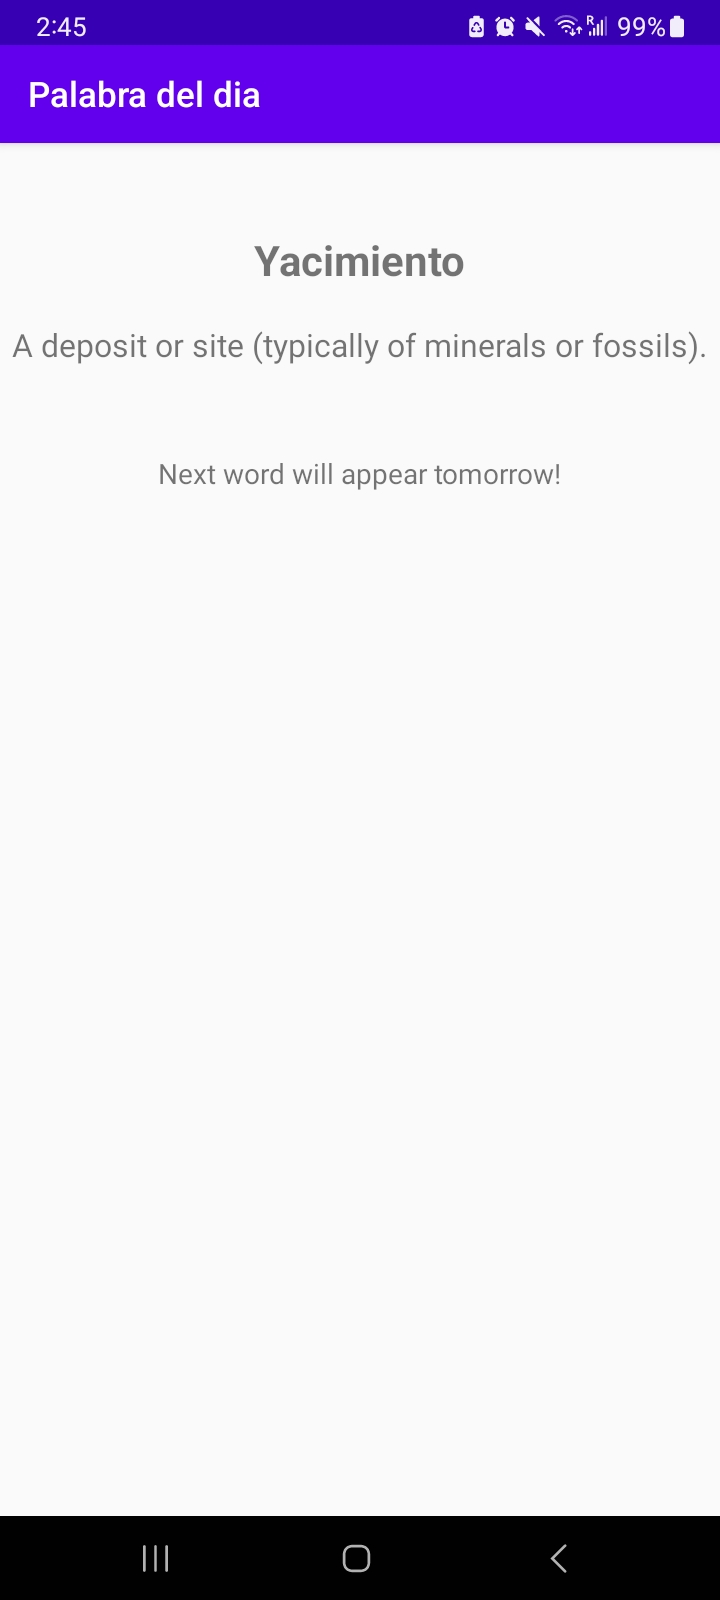 2:45
R
99%
Palabra del dia
Yacimiento
A deposit or site (typically of minerals or fossils).
Next word will appear tomorrow!